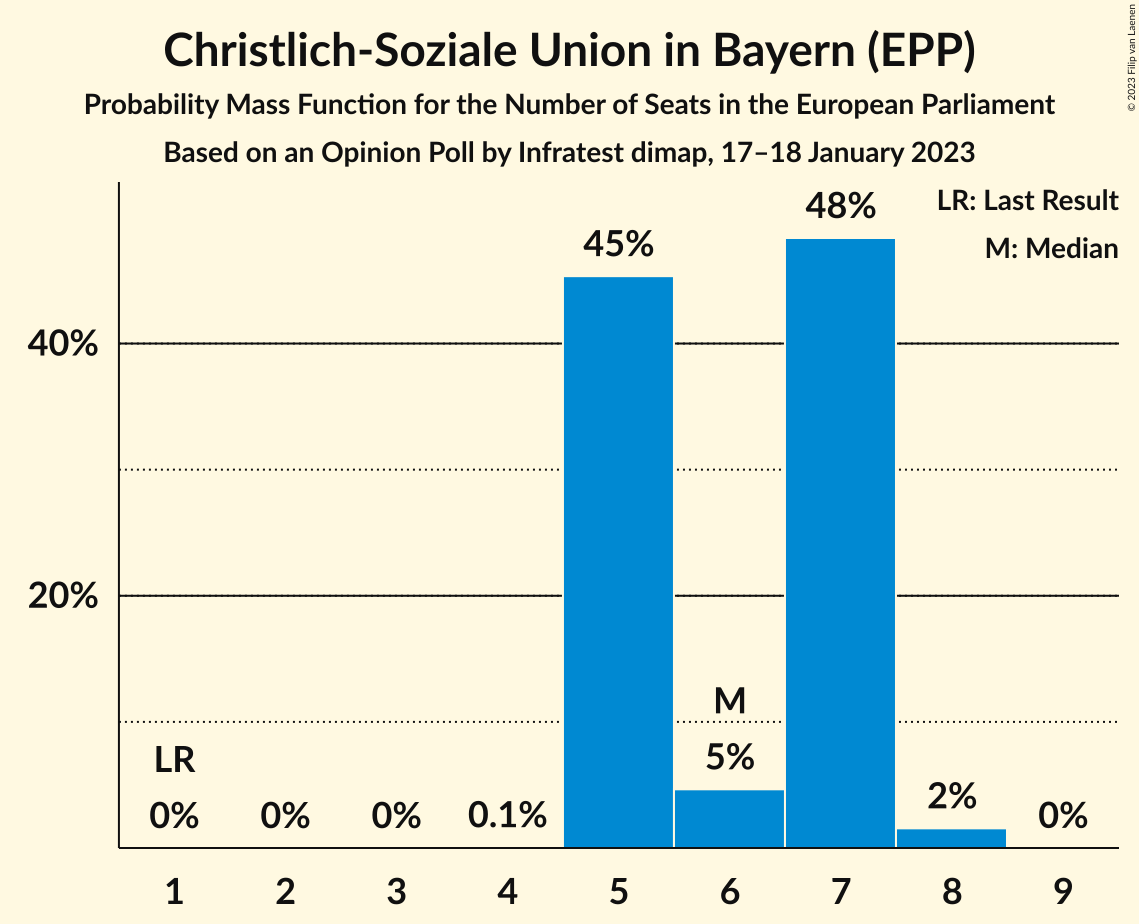 Christlich-Soziale Union in Bayern (EPP)
Probability Mass Function for the Number of Seats in the European Parliament
Based on an Opinion Poll by Infratest dimap, 17–18 January 2023
© 2023 Filip van Laenen
LR: Last Result
M: Median
48%
45%
40%
20%
M
LR
5%
2%
0%
0%
0%
0.1%
0%
1 2 3 4 5 6 7 8 9